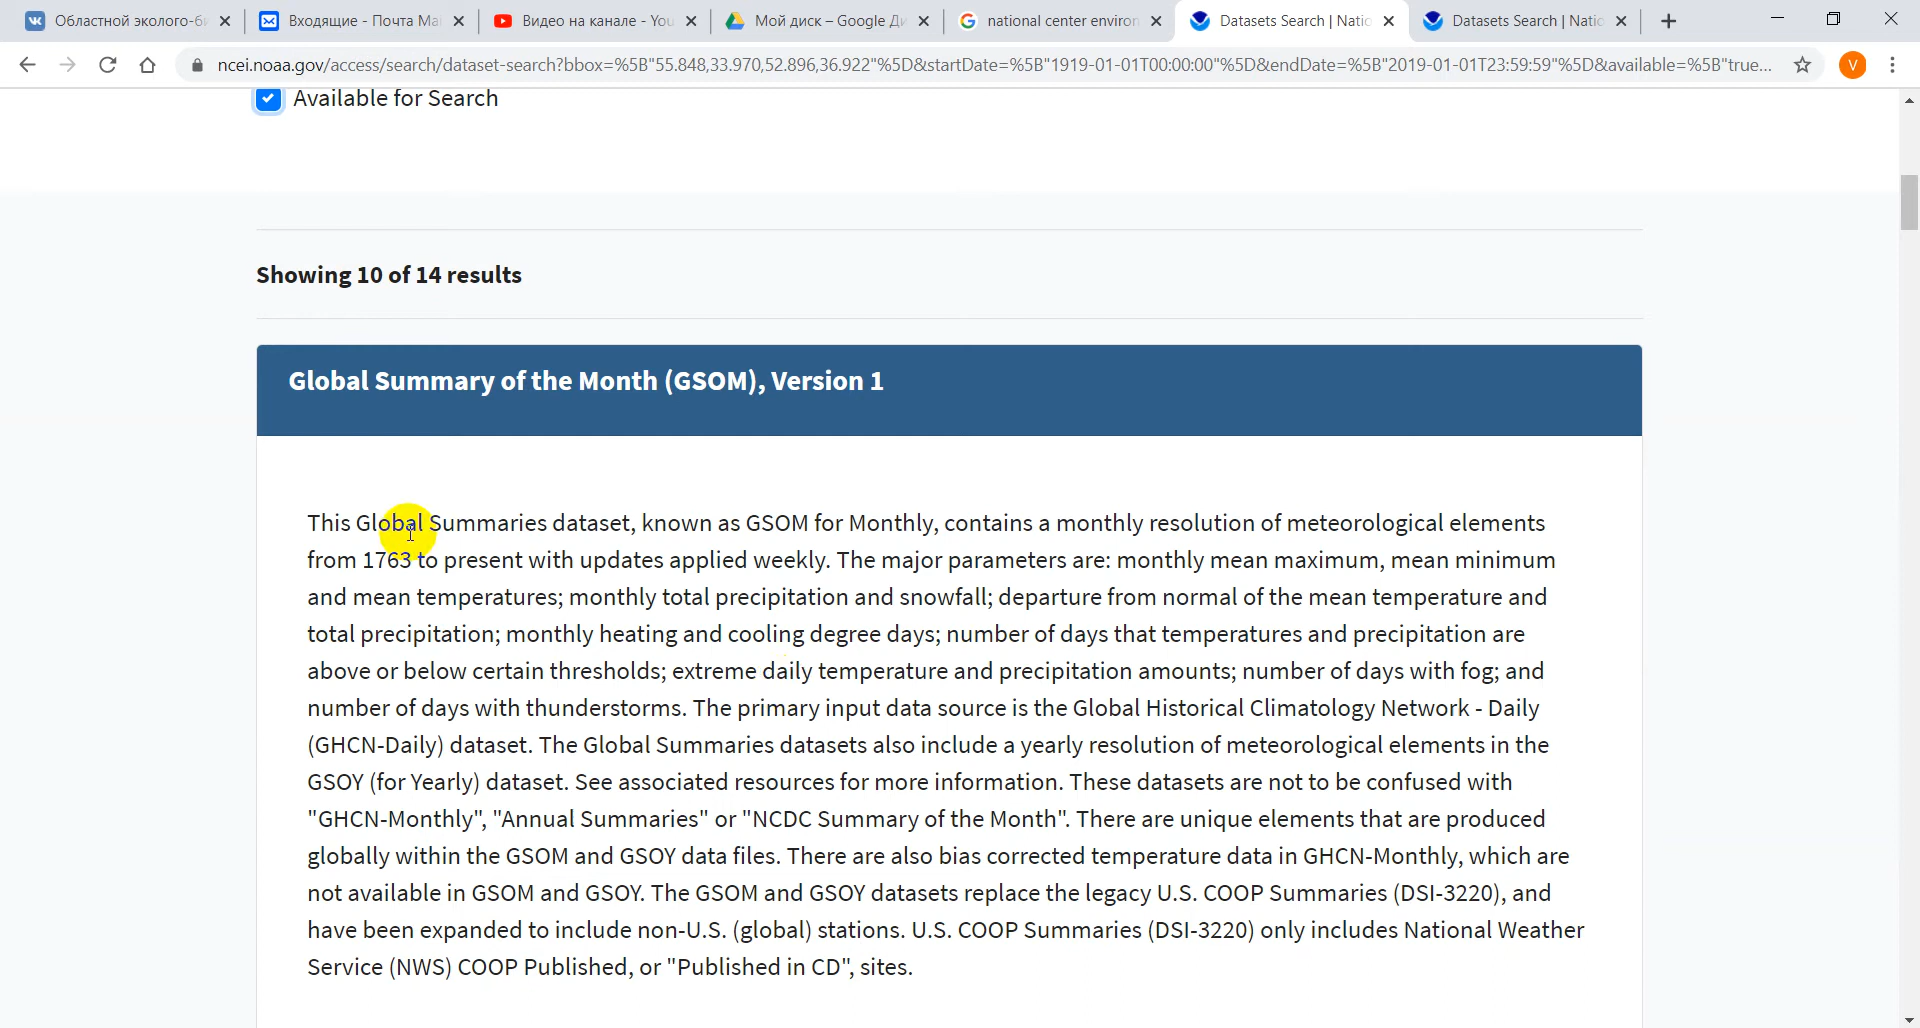 Областной эколого-б
Входящие - Почта Ma
Видео на канале - You
Мой диск – Google Ди
national center environ
Datasets Search | Natio
Datasets Search | Natio
ncei.noaa.gov/access/search/dataset-search?bbox=%5B"55.848,33.970,52.896,36.922"%5D&startDate=%5B"1919-01-01T00:00:00"%5D&endDate=%5B"2019-01-01T23:59:59"%5D&available=%5B"true...
V
Available for Search
Showing 10 of 14 results
Global Summary of the Month (GSOM), Version 1
This Global Summaries dataset, known as GSOM for Monthly, contains a monthly resolution of meteorological elements
from 1763 to present with updates applied weekly. The major parameters are: monthly mean maximum, mean minimum
and mean temperatures; monthly total precipitation and snowfall; departure from normal of the mean temperature and
total precipitation; monthly heating and cooling degree days; number of days that temperatures and precipitation are
above or below certain thresholds; extreme daily temperature and precipitation amounts; number of days with fog; and
number of days with thunderstorms. The primary input data source is the Global Historical Climatology Network - Daily
(GHCN-Daily) dataset. The Global Summaries datasets also include a yearly resolution of meteorological elements in the
GSOY (for Yearly) dataset. See associated resources for more information. These datasets are not to be confused with
"GHCN-Monthly", "Annual Summaries" or "NCDC Summary of the Month". There are unique elements that are produced
globally within the GSOM and GSOY data files. There are also bias corrected temperature data in GHCN-Monthly, which are
not available in GSOM and GSOY. The GSOM and GSOY datasets replace the legacy U.S. COOP Summaries (DSI-3220), and
have been expanded to include non-U.S. (global) stations. U.S. COOP Summaries (DSI-3220) only includes National Weather
Service (NWS) COOP Published, or "Published in CD", sites.